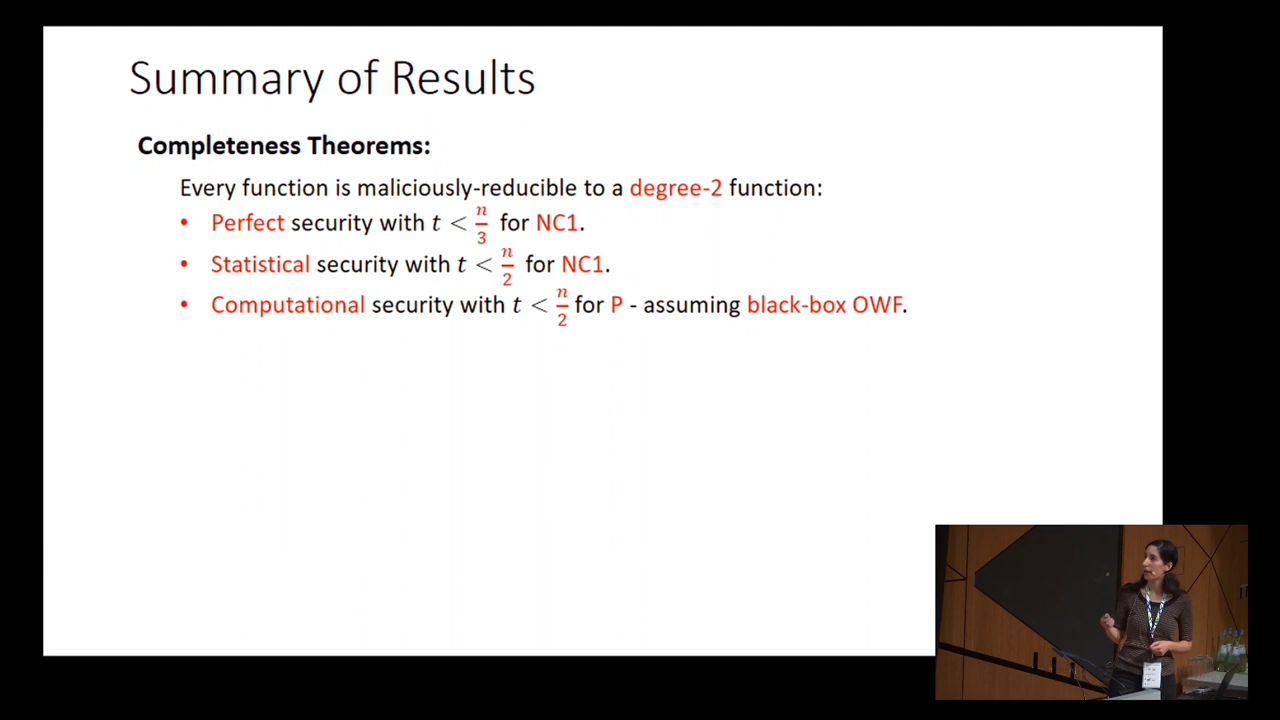 Summary of Results
Completeness Theorems:
Every function is maliciously-reducible to a degree-2 function:
• Perfect security with t < n/3 for NC1.
• Statistical security with t < n/2 for NC1.
• Computational security with t < n/2 for P - assuming black-box OWF.